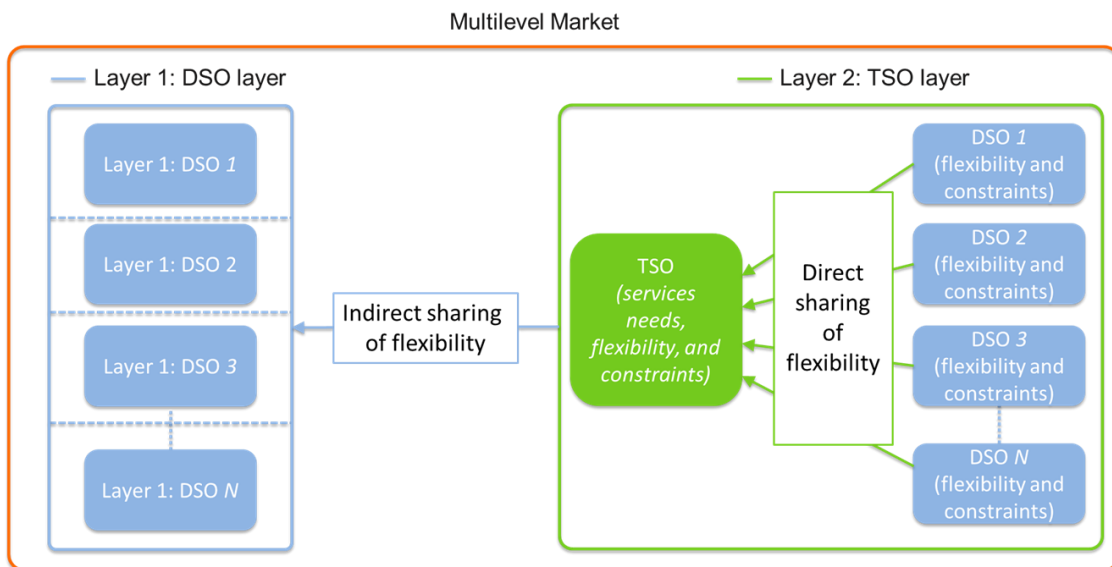 Multilevel Market
Layer 1: DSO layer
Layer 1: DSO 1
Layer 1: DSO 2
Layer 1: DSO 3
Layer 1: DSO N
Indirect sharing
of flexibility
Layer 2: TSO layer
TSO
(services
needs,
flexibility, and
constraints)
Direct
sharing
of
flexibility
DSO 1
(flexibility and
constraints)
DSO 2
(flexibility and
constraints)
DSO 3
(flexibility and
constraints)
DSO N
(flexibility and
constraints)